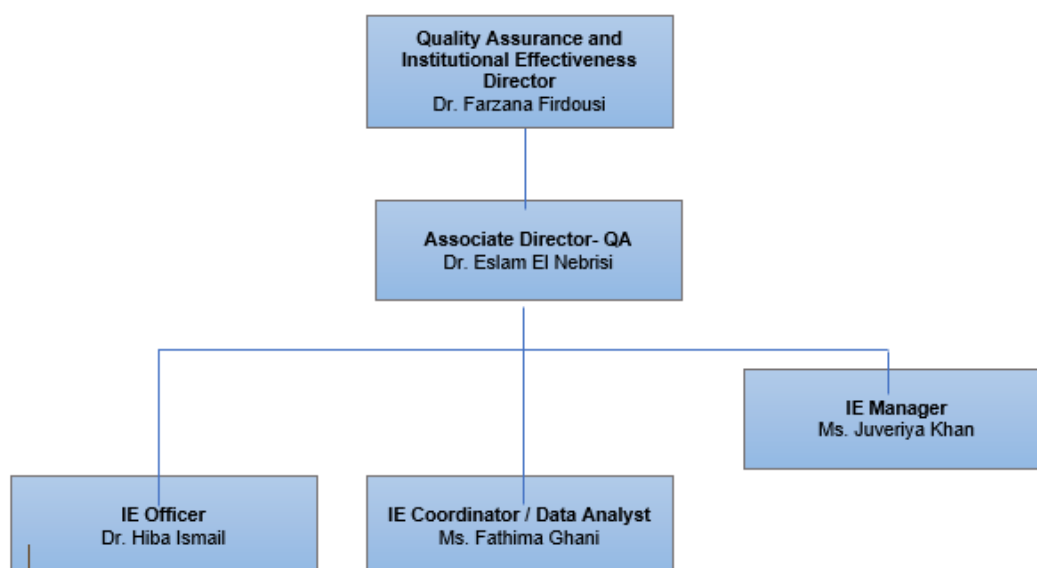 Quality Assurance and
Institutional Effectiveness
Director
Dr. Farzana Firdousi
Associate Director- QA
Dr. Eslam El Nebrisi
IE Manager
Ms. Juveriya Khan
IE Officer
Dr. Hiba Ismail
IE Coordinator / Data Analyst
Ms. Fathima Ghani